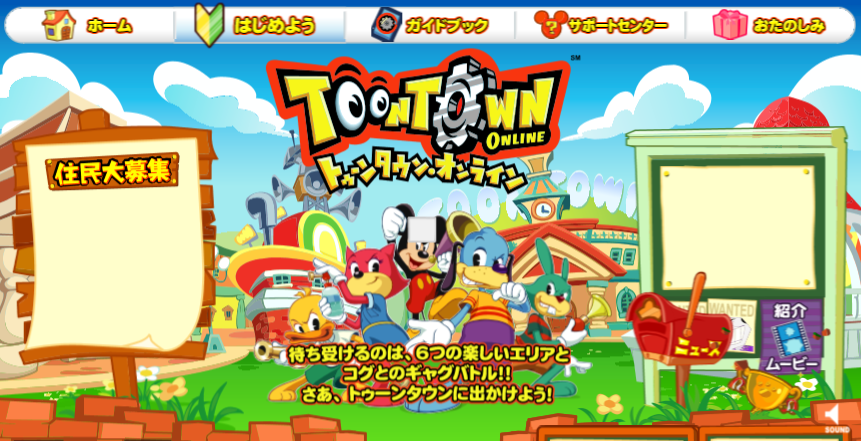 ホーム
はじめよう
ガイドブック
サポートセンター
おたのしみ
TOONTOWN
SM
ONLINE
トゥーンタウン・オンライン
住民大募集
TOONTOWN
WANTED
ニュース
紹介
ムービー
待ち受けるのは、6つの楽しいエリアと
コグとのギャグバトル!!
さあ、トゥーンタウンに出かけよう!
SOUND